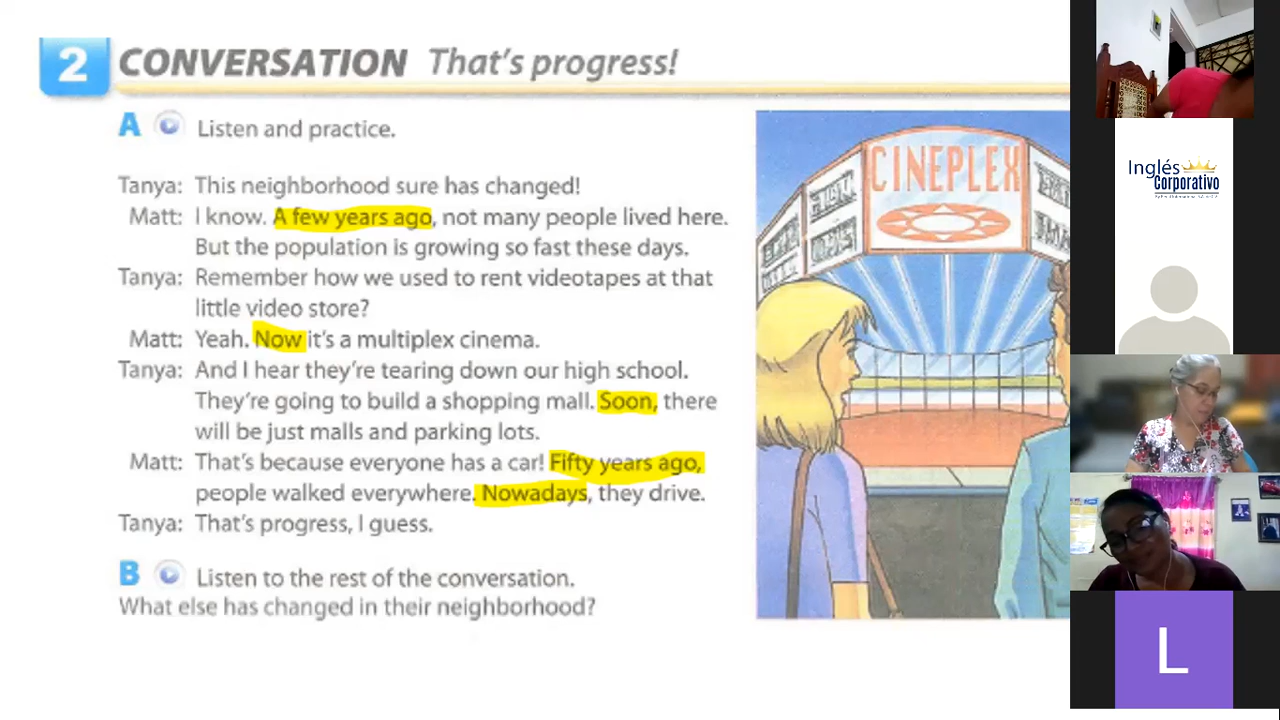 2 CONVERSATION That's progress!
A Listen and practice.
Tanya: This neighborhood sure has changed!
Matt: I know. A few years ago, not many people lived here.
But the population is growing so fast these days.
Tanya: Remember how we used to rent videotapes at that
little video store?
Matt: Yeah. Now it's a multiplex cinema.
Tanya: And I hear they're tearing down our high school.
They're going to build a shopping mall. Soon, there
will be just malls and parking lots.
Matt: That's because everyone has a car! Fifty years ago,
people walked everywhere. Nowadays, they drive.
Tanya: That's progress, I guess.
B Listen to the rest of the conversation.
What else has changed in their neighborhood?
CINEPLEX
Inglés
Corporativo
L